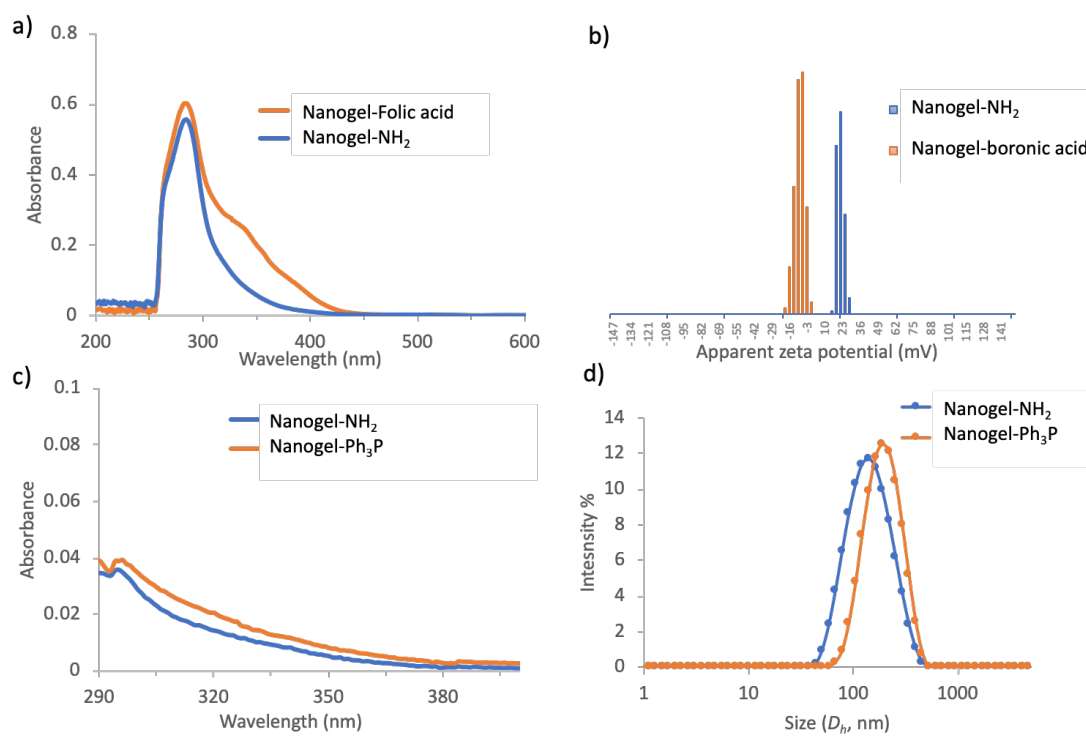 a)
0.8
0.6
0.4
0.2
0
Absorbance
Nanogel-Folic acid
Nanogel-NH₂
200 300 400 500 600
Wavelength (nm)
b)
Nanogel-NH₂
Nanogel-boronic acid
-147 -134 -121 -108 -95 -82 -69 -55 -42 -29 -16 -3 10 23 36 49 62 75 88 101 115 128 141
Apparent zeta potential (mV)
c)
0.1
0.08
0.06
0.04
0.02
0
Absorbance
Nanogel-NH₂
Nanogel-Ph₃P
290 320 350 380
Wavelength (nm)
d)
Nanogel-NH₂
Nanogel-Ph₃P
14
12
10
8
6
4
2
0
Intesnsity %
1 10 100 1000
Size (Dₕ, nm)